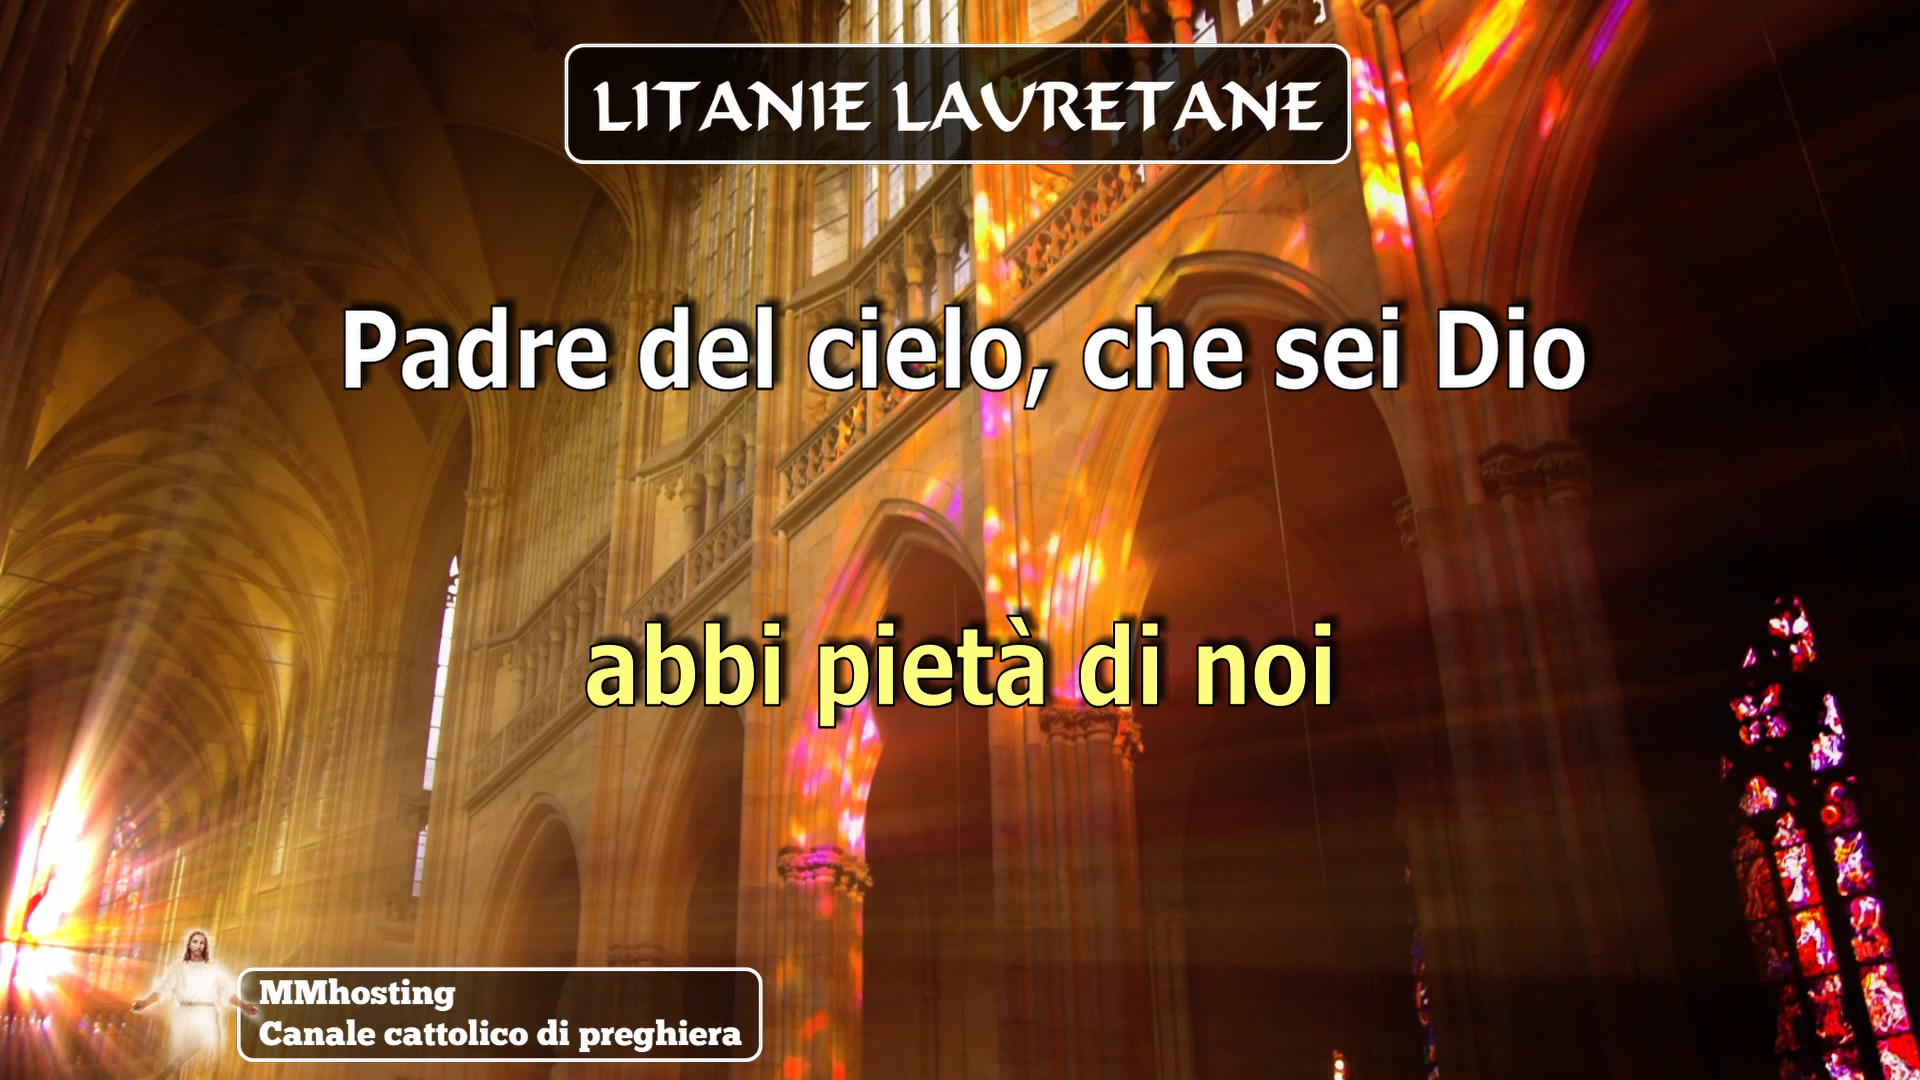 LITANIE LAURETANE
Padre del cielo, che sei Dio
abbi pietà di noi
MMhosting
Canale cattolico di preghiera